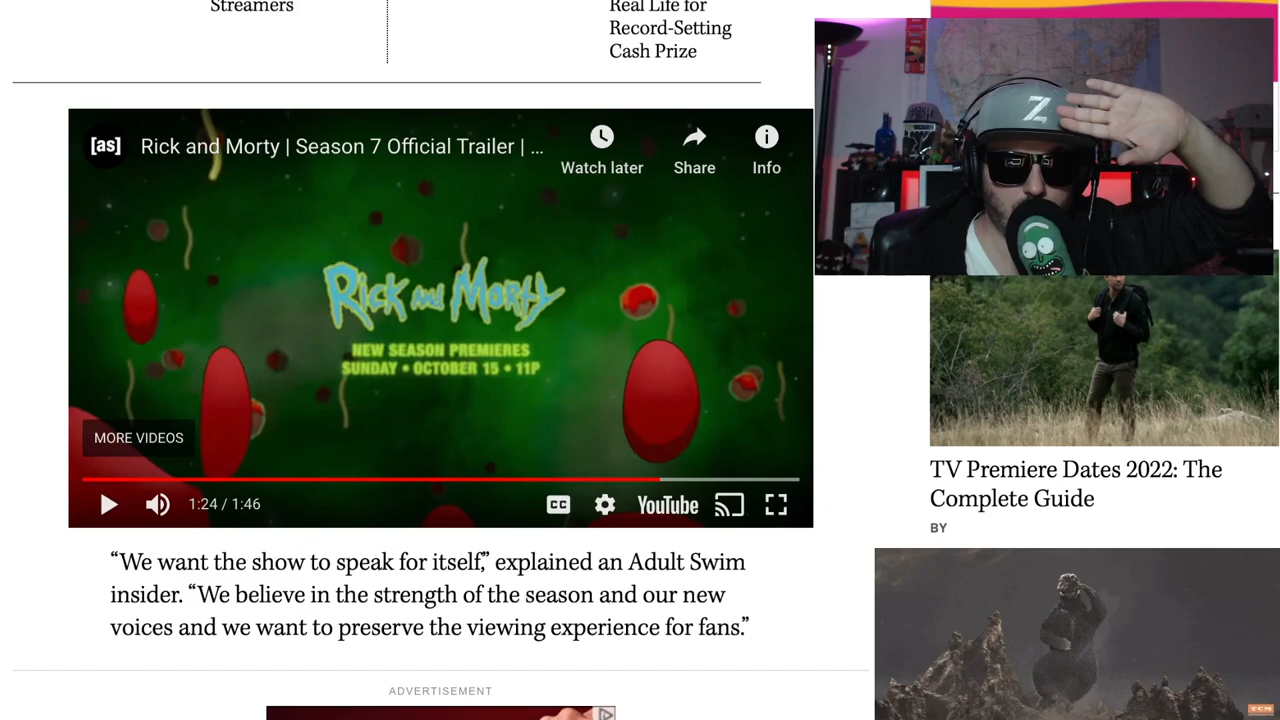 Streamers
Real Life for
Record-Setting
Cash Prize
[as]
Rick and Morty | Season 7 Official Trailer | ...
Watch later
Share
Info
Z
RICK AND MORTY
NEW SEASON PREMIERES
SUNDAY • OCTOBER 15 • 11P
MORE VIDEOS
1:24 / 1:46
CC
YouTube
“We want the show to speak for itself,” explained an Adult Swim
insider. “We believe in the strength of the season and our new
voices and we want to preserve the viewing experience for fans.”
ADVERTISEMENT
TV Premiere Dates 2022: The
Complete Guide
BY
TCM